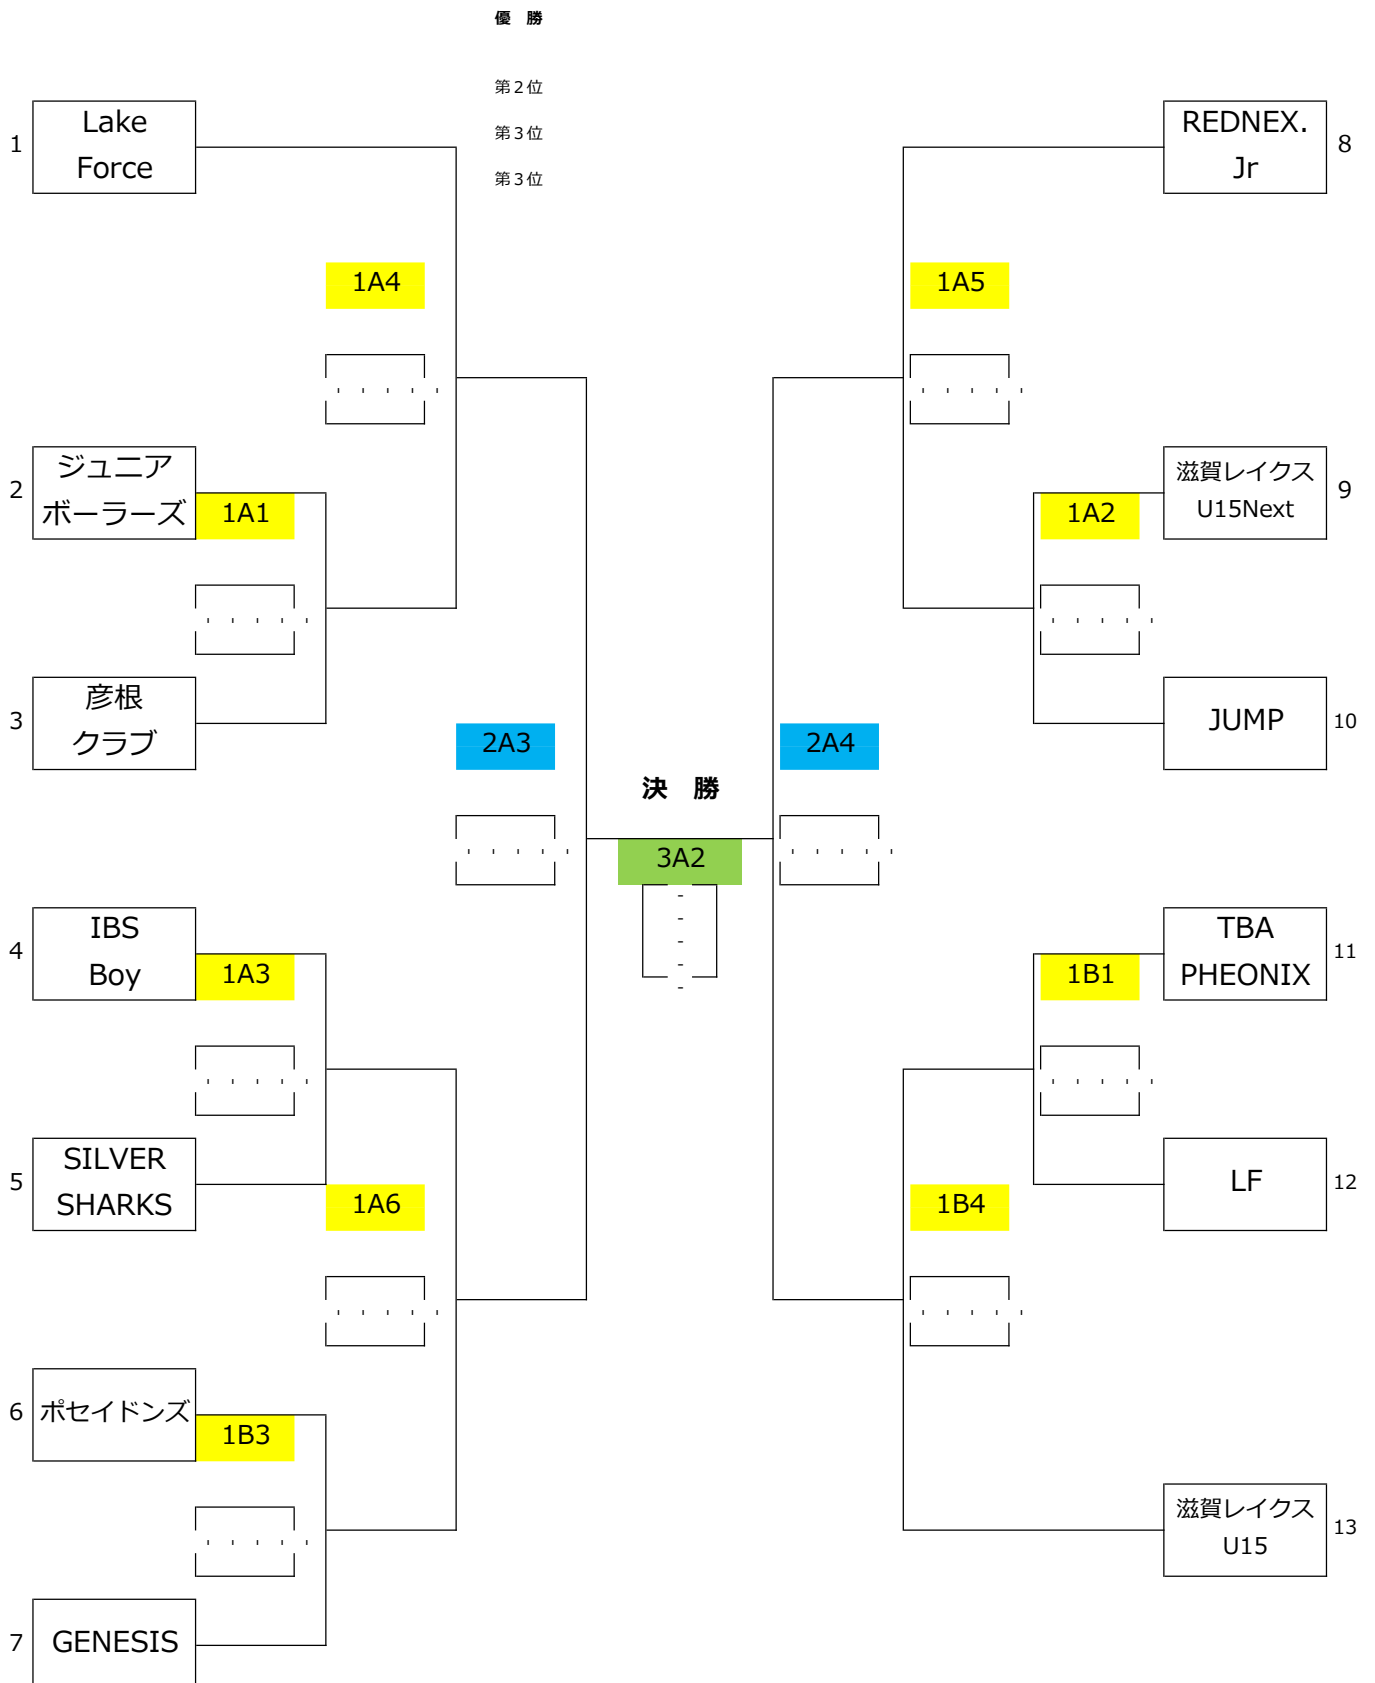 優 勝
第2位
第3位
第3位
1
Lake
Force
REDNEX.
Jr
8
1A4
1A5
2
ジュニア
ボーラーズ
1A1
1A2
滋賀レイクス
U15Next
9
3
彦根
クラブ
JUMP
10
2A3
2A4
決 勝
3A2
-
-
-
-
-
4
IBS
Boy
1A3
1B1
TBA
PHEONIX
11
5
SILVER
SHARKS
1A6
1B4
LF
12
6
ポセイドンズ
1B3
滋賀レイクス
U15
13
7
GENESIS